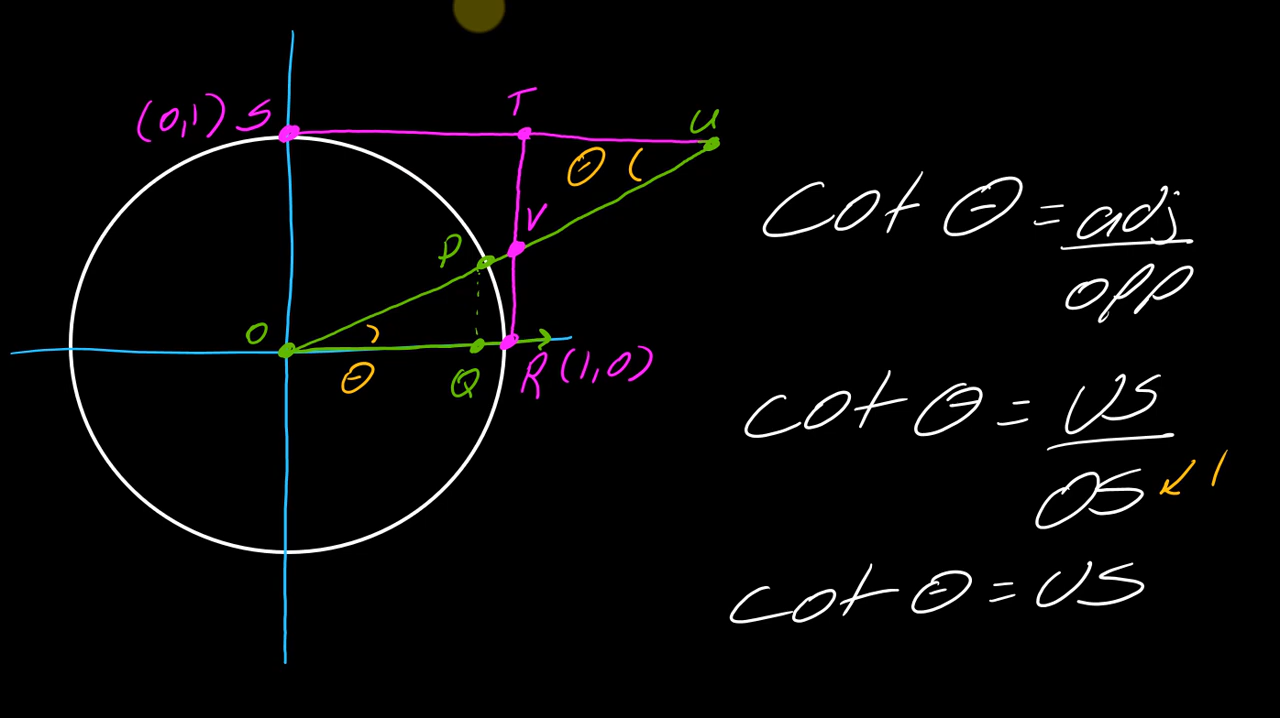 (0,1) S
T
U
Θ
V
P
O
Θ
Q
R (1,0)
cot Θ = adj/opp
cot Θ = US/OS ↙ 1
cot Θ = US